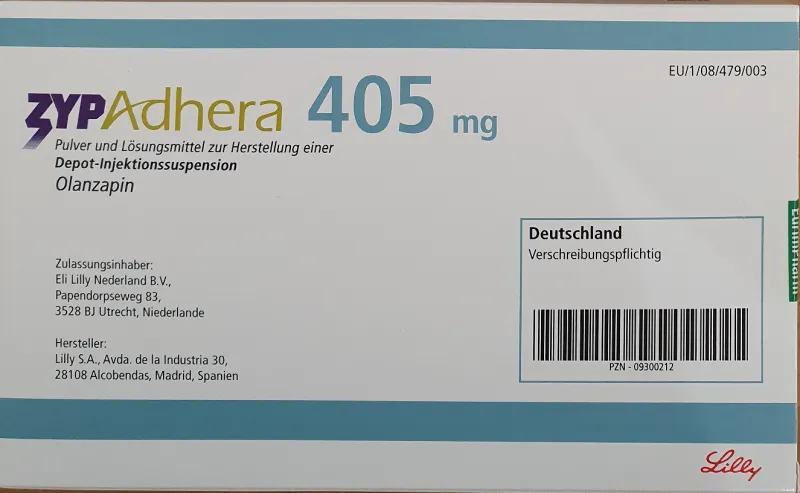 EU/1/08/479/003
ZYPAdhera 405 mg
Pulver und Lösungsmittel zur Herstellung einer
Depot-Injektionssuspension
Olanzapin
Deutschland
Verschreibungspflichtig
PZN - 09300212
Zulassungsinhaber:
Eli Lilly Nederland B.V.,
Papendorpseweg 83,
3528 BJ Utrecht, Niederlande
Hersteller:
Lilly S.A., Avda. de la Industria 30,
28108 Alcobendas, Madrid, Spanien
Lilly